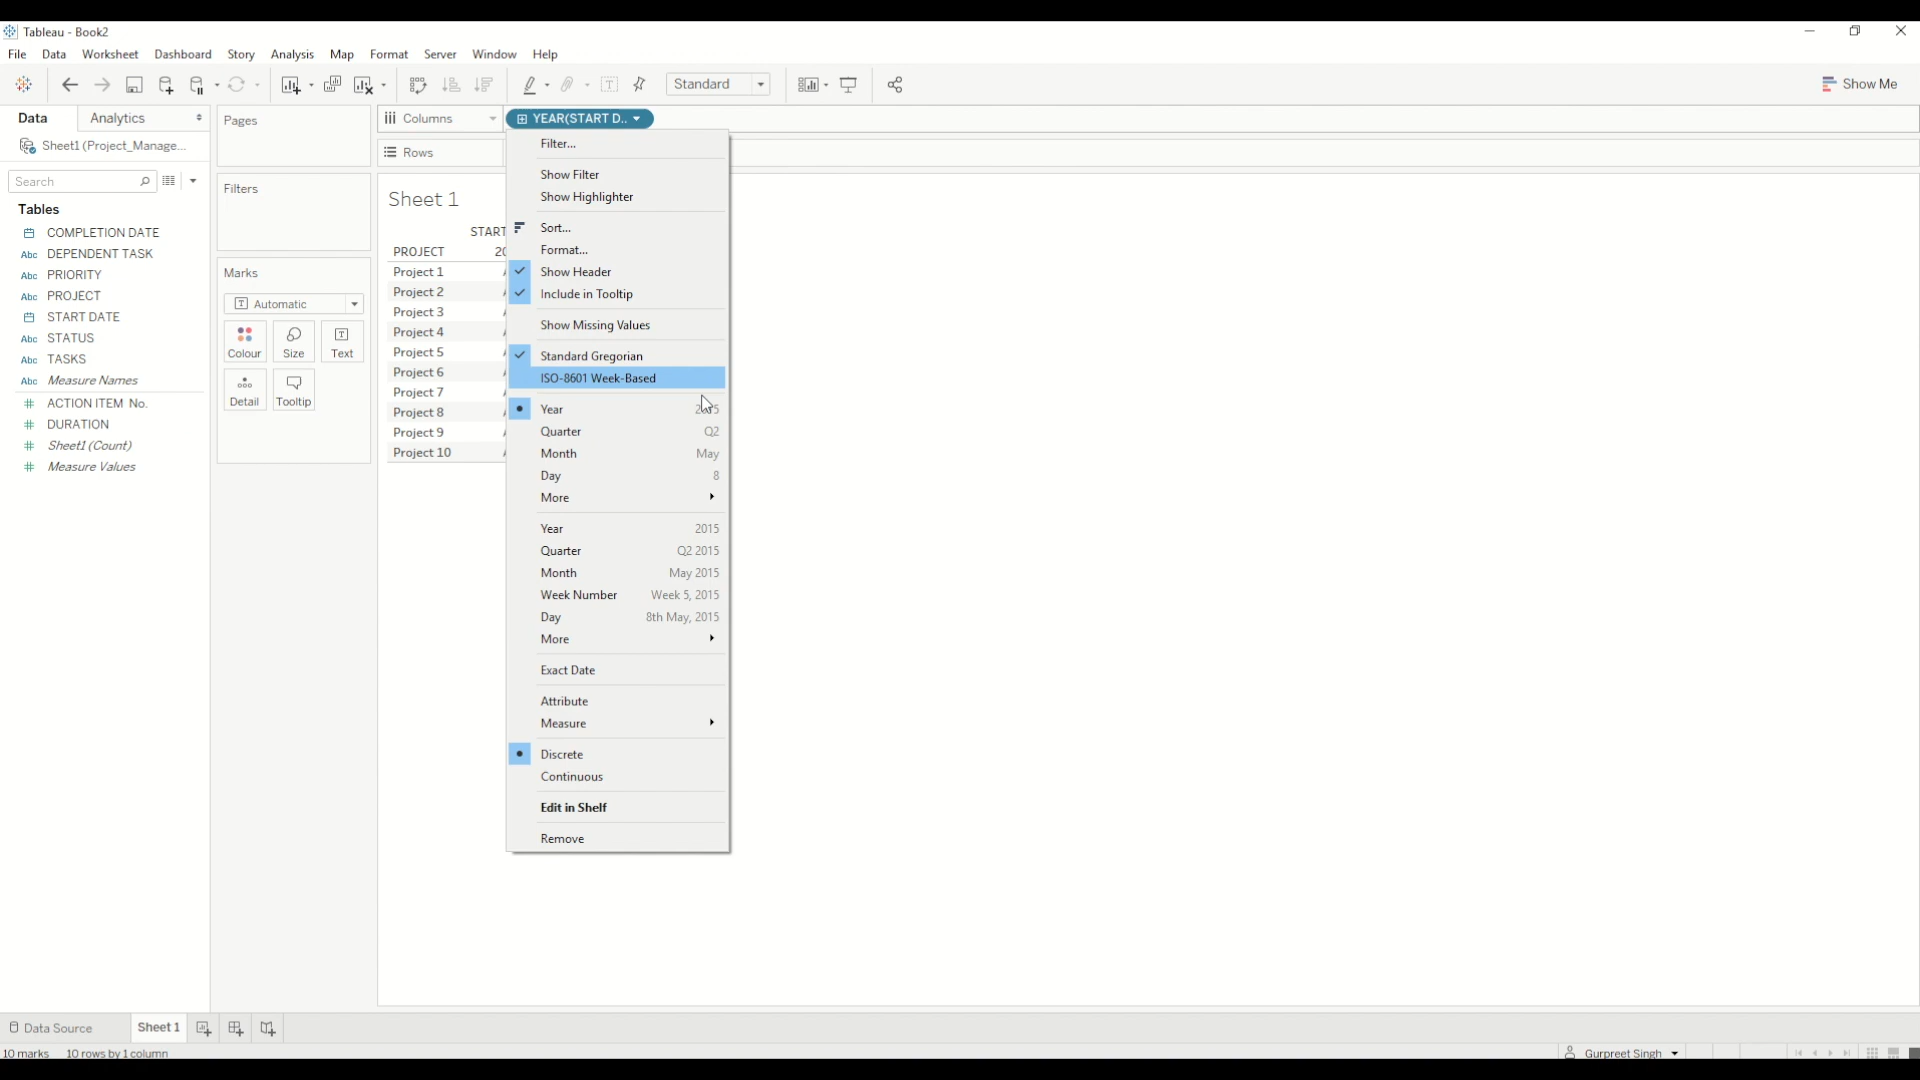 Tableau - Book2
File Data Worksheet Dashboard Story Analysis Map Format Server Window Help
Standard
Show Me
Data Analytics
Sheet1 (Project_Manage...
Search
Tables
COMPLETION DATE
Abc DEPENDENT TASK
Abc PRIORITY
Abc PROJECT
START DATE
Abc STATUS
Abc TASKS
Abc Measure Names
# ACTION ITEM No.
# DURATION
# Sheet1 (Count)
# Measure Values
Pages
Filters
Marks
T Automatic
Colour Size Text
Detail Tooltip
Columns YEAR(START D..
Rows
Sheet 1
START
PROJECT
Project 1
Project 2
Project 3
Project 4
Project 5
Project 6
Project 7
Project 8
Project 9
Project 10
Filter...
Show Filter
Show Highlighter
Sort...
Format...
Show Header
Include in Tooltip
Show Missing Values
Standard Gregorian
ISO-8601 Week-Based
Year
Quarter Q2
Month May
Day 8
More
Year 2015
Quarter Q2 2015
Month May 2015
Week Number Week 5, 2015
Day 8th May, 2015
More
Exact Date
Attribute
Measure
Discrete
Continuous
Edit in Shelf
Remove
Data Source Sheet 1
10 marks 10 rows by 1 column
Gurpreet Singh